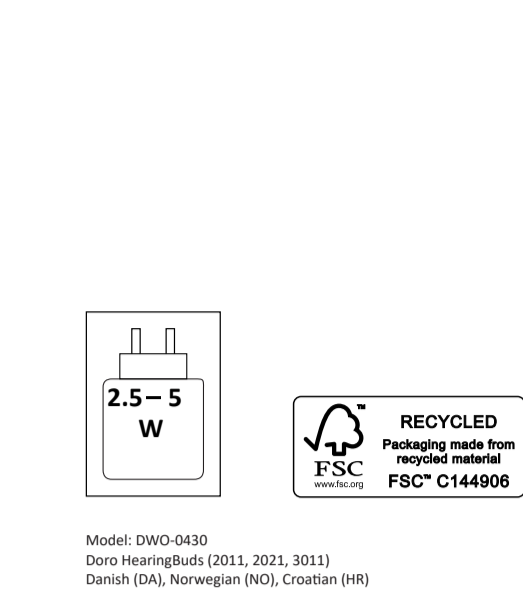 2.5 – 5
W
™
RECYCLED
Packaging made from
recycled material
FSC
www.fsc.org
FSC™ C144906
Model: DWO-0430
Doro HearingBuds (2011, 2021, 3011)
Danish (DA), Norwegian (NO), Croatian (HR)